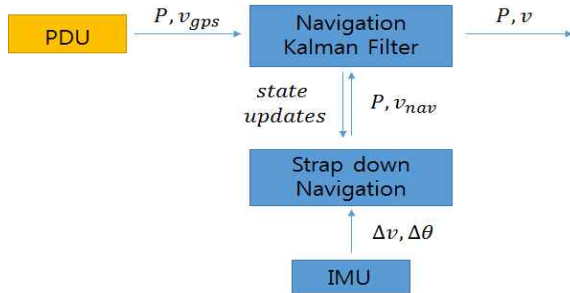 PDU
P, v_gps
Navigation
Kalman Filter
P, v
state
updates
P, v_nav
Strap down
Navigation
Δv, Δθ
IMU